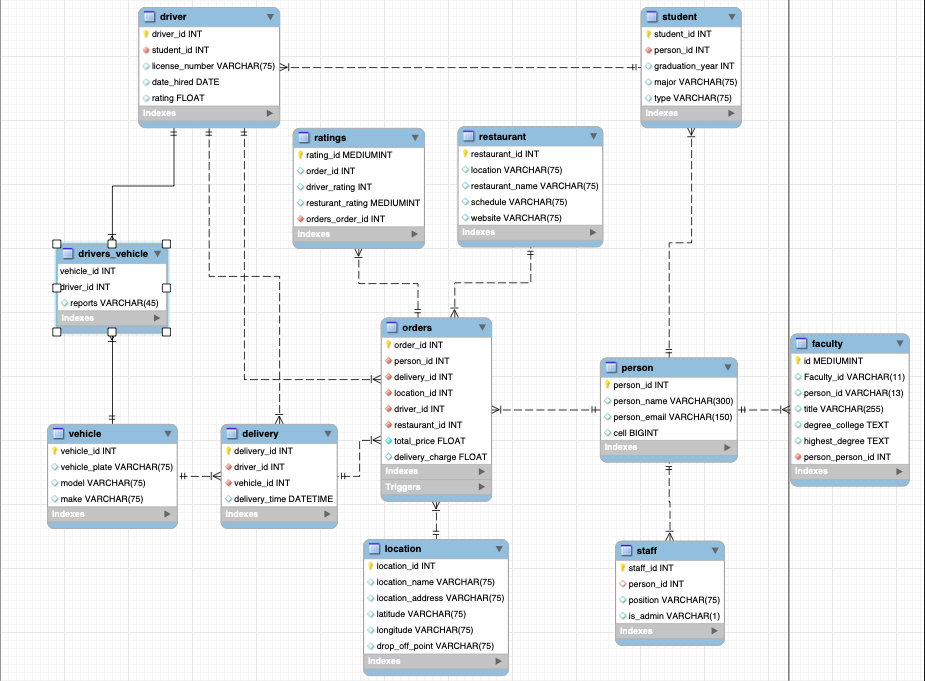 driver
driver_id INT
student_id INT
license_number VARCHAR(75)
date_hired DATE
rating FLOAT
Indexes
student
student_id INT
person_id INT
graduation_year INT
major VARCHAR(75)
type VARCHAR(75)
Indexes
ratings
rating_id MEDIUMINT
order_id INT
driver_rating INT
resturant_rating MEDIUMINT
orders_order_id INT
Indexes
restaurant
restaurant_id INT
location VARCHAR(75)
restaurant_name VARCHAR(75)
schedule VARCHAR(75)
website VARCHAR(75)
Indexes
drivers_vehicle
vehicle_id INT
driver_id INT
reports VARCHAR(45)
Indexes
orders
order_id INT
person_id INT
delivery_id INT
location_id INT
driver_id INT
restaurant_id INT
total_price FLOAT
delivery_charge FLOAT
Indexes
Triggers
person
person_id INT
person_name VARCHAR(300)
person_email VARCHAR(150)
cell BIGINT
Indexes
faculty
id MEDIUMINT
Faculty_id VARCHAR(11)
person_id VARCHAR(13)
title VARCHAR(255)
degree_college TEXT
highest_degree TEXT
person_person_id INT
Indexes
vehicle
vehicle_id INT
vehicle_plate VARCHAR(75)
model VARCHAR(75)
make VARCHAR(75)
Indexes
delivery
delivery_id INT
driver_id INT
vehicle_id INT
delivery_time DATETIME
Indexes
location
location_id INT
location_name VARCHAR(75)
location_address VARCHAR(75)
latitude VARCHAR(75)
longitude VARCHAR(75)
drop_off_point VARCHAR(75)
Indexes
staff
staff_id INT
person_id INT
position VARCHAR(75)
is_admin VARCHAR(1)
Indexes